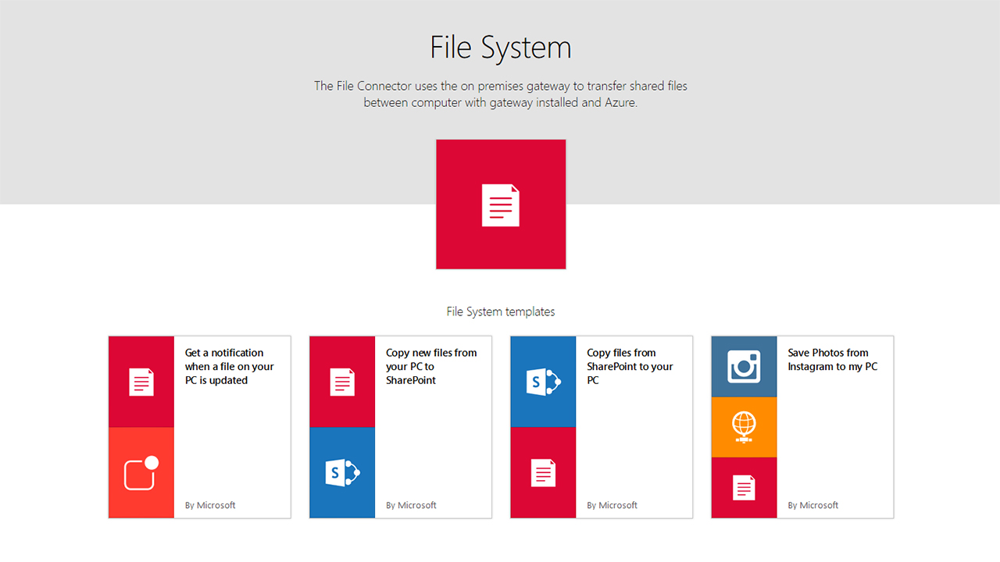 File System
The File Connector uses the on premises gateway to transfer shared files
between computer with gateway installed and Azure.
File System templates
Get a notification
when a file on your
PC is updated
By Microsoft
Copy new files from
your PC to
SharePoint
S
By Microsoft
S
Copy files from
SharePoint to your
PC
By Microsoft
Save Photos from
Instagram to my PC
By Microsoft